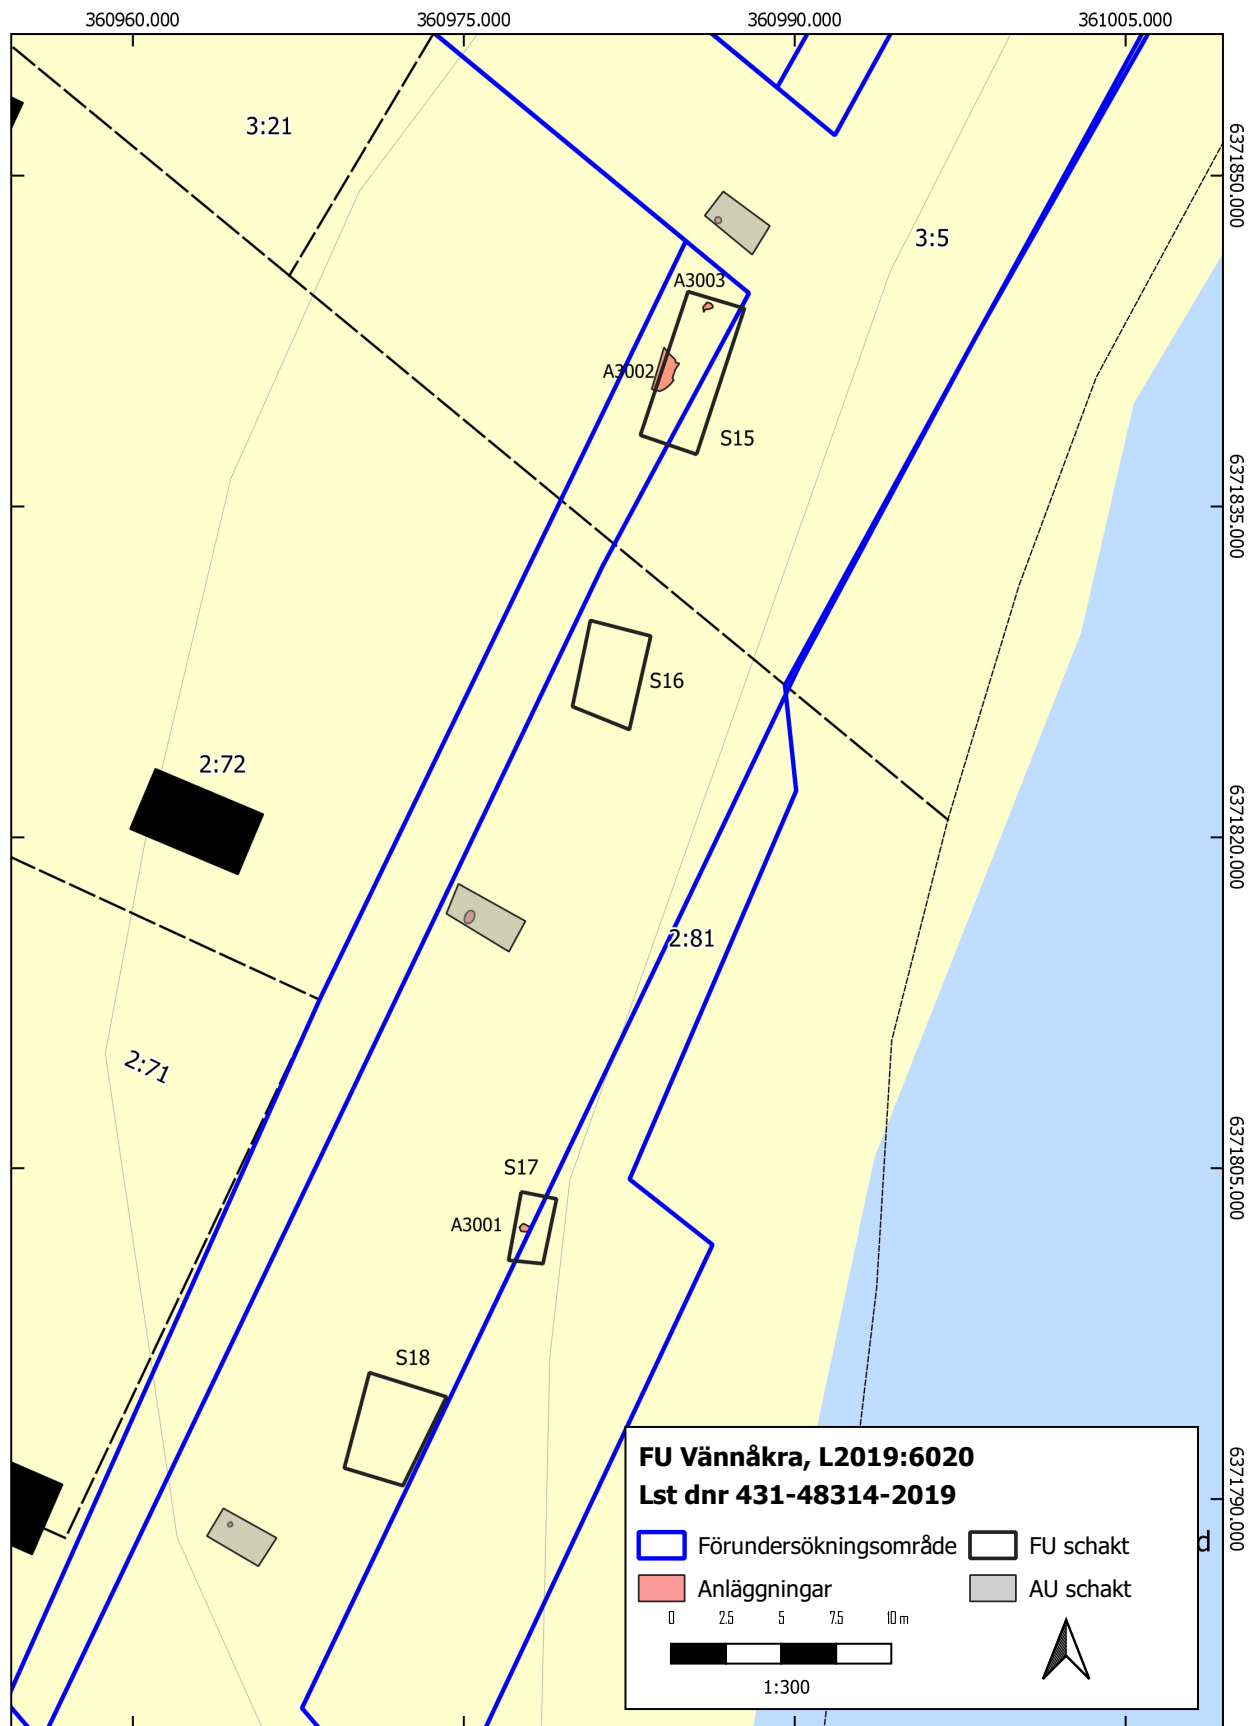 360960.000 360975.000 360990.000 361005.000
3:21
6371850.000
3:5
A3003
A3002
S15
6371835.000
S16
2:72
6371820.000
2:81
2:71
S17
6371805.000
A3001
S18
FU Vännåkra, L2019:6020
Lst dnr 431-48314-2019
6371790.000
Förundersökningsområde FU schakt
d
Anläggningar AU schakt
0 2.5 5 7.5 10 m
1:300